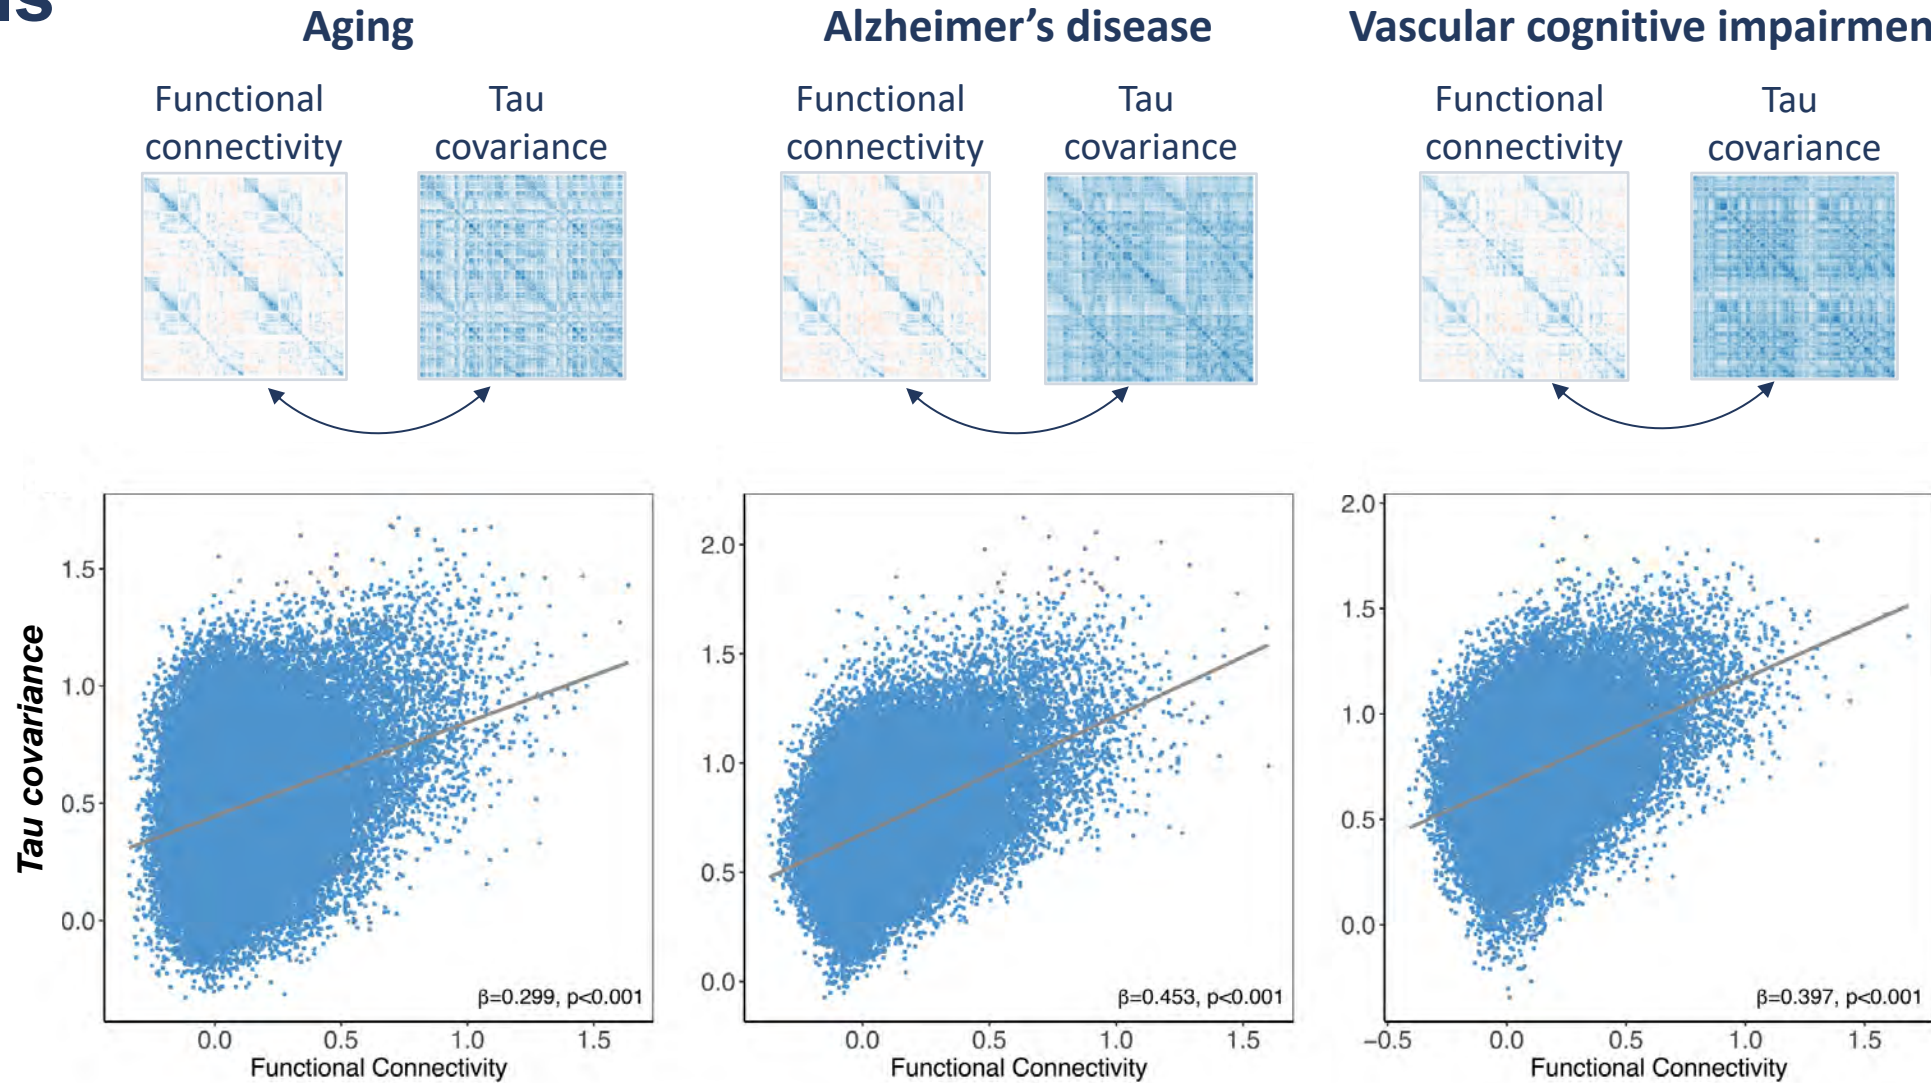 Aging
Alzheimer's disease
Functional
connectivity
Tau
covariance
Functional
connectivity
Tau
covariance
Functional
connectivity
Tau
covariance
Vascular cognitive impairmen
Tau covariance
1.5
1.0
0.5
0.0
β=0.299, p<0.001
0.0 0.5 1.0 1.5
Functional Connectivity
2.0
1.5
1.0
0.5
0.0
β=0.453, p<0.001
0.0 0.5 1.0 1.5
Functional Connectivity
2.0
1.5
1.0
0.5
0.0
β=0.397, p<0.001
−0.5 0.0 0.5 1.0 1.5
Functional Connectivity